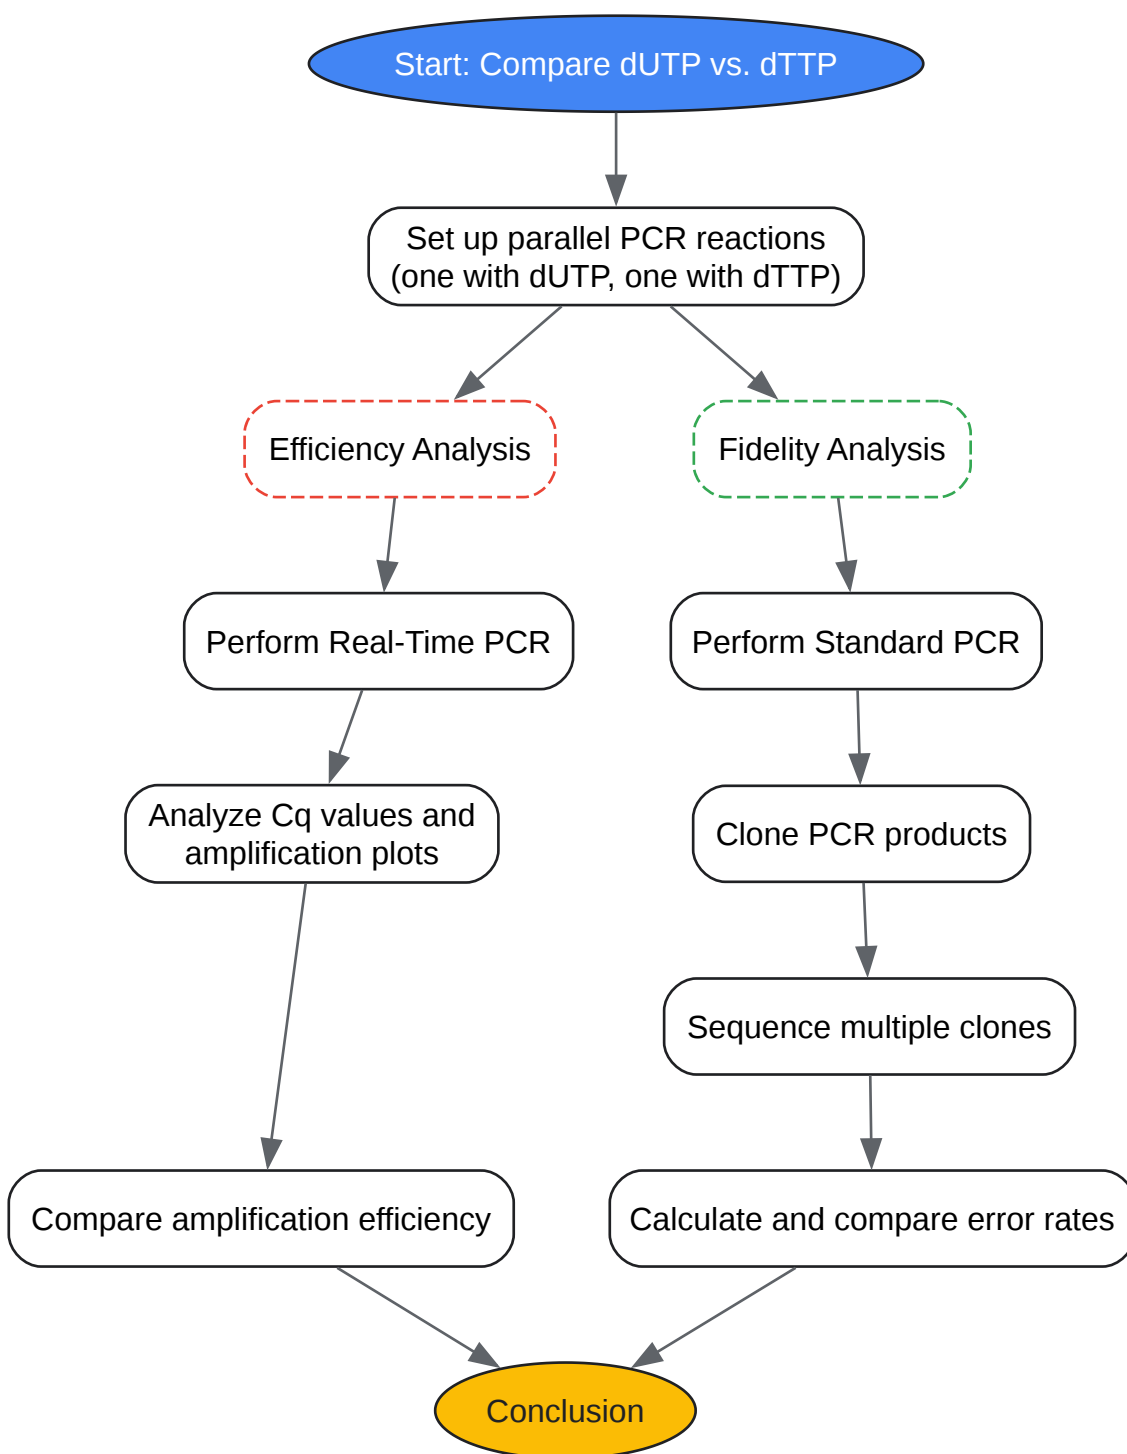 Start: Compare dUTP vs. dTTP
Set up parallel PCR reactions
(one with dUTP, one with dTTP)
Efficiency Analysis
Fidelity Analysis
Perform Real-Time PCR
Perform Standard PCR
Analyze Cq values and
amplification plots
Clone PCR products
Sequence multiple clones
Compare amplification efficiency
Calculate and compare error rates
Conclusion